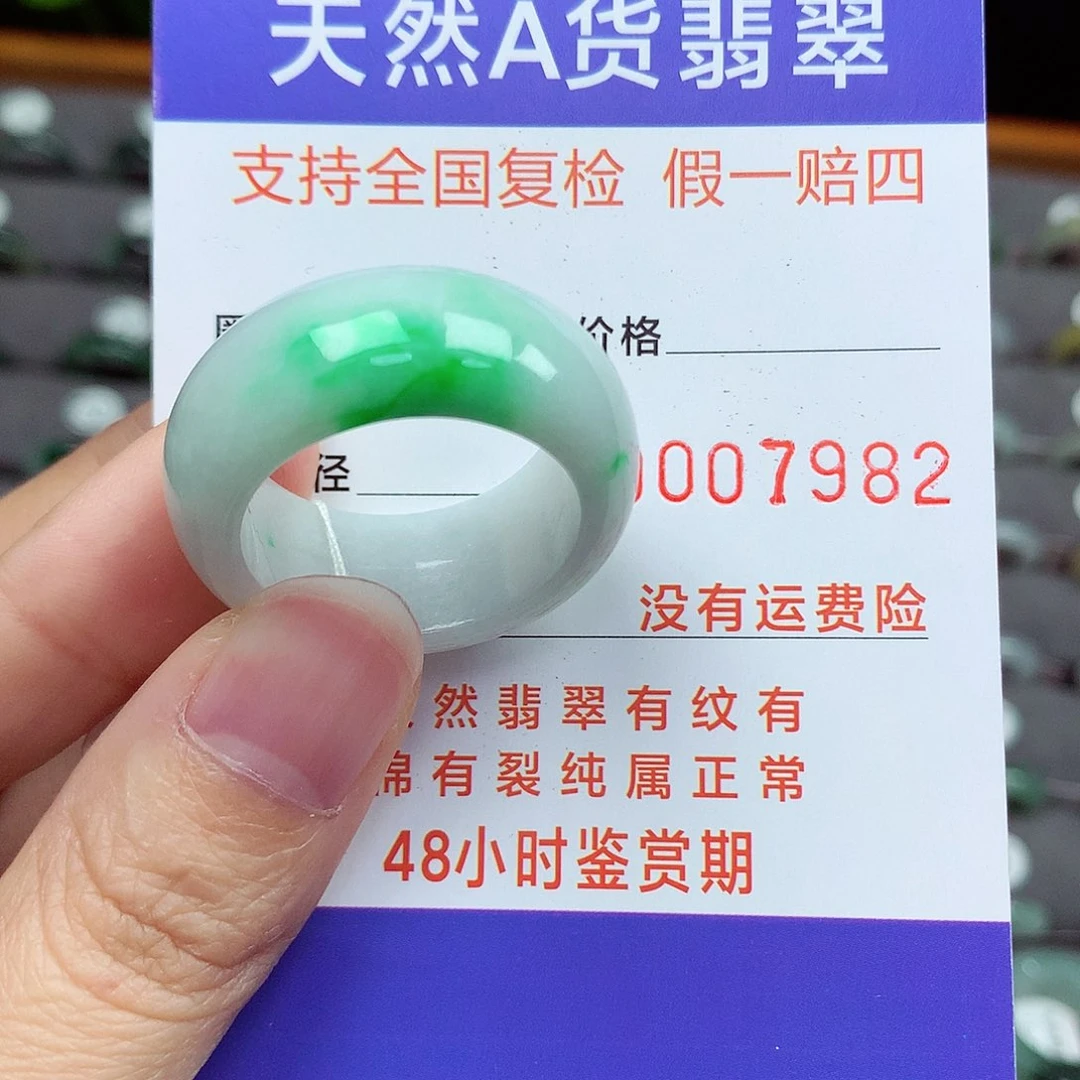 天然A货翡翠
支持全国复检 假一赔四
价格
径
007982
没有运费险
然翡翠有纹有
棉有裂纯属正常
48小时鉴赏期